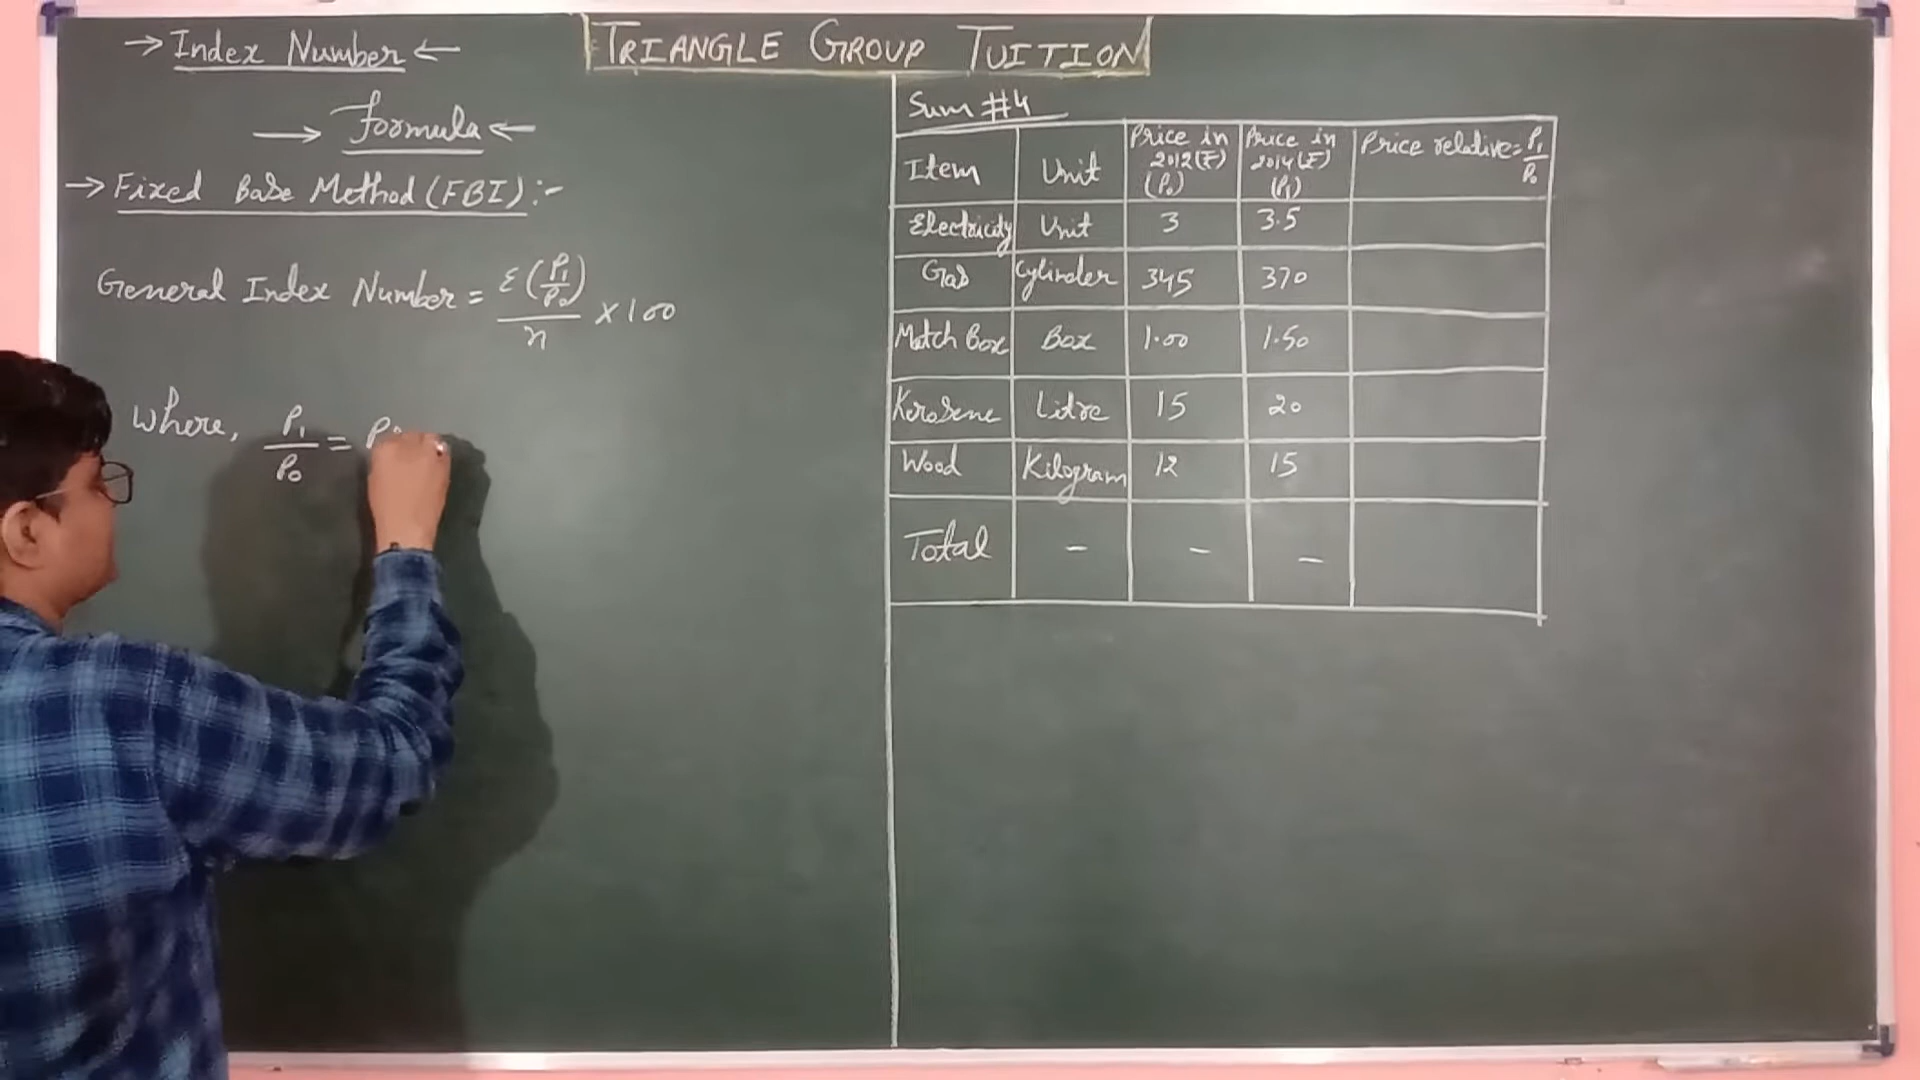 → Index Number ←
TRIANGLE GROUP TUITION
→ Formula ←
→ Fixed Base Method (FBI) :-
General Index Number = Σ(P₁/P₀)/n × 100
Where, P₁/P₀ =
Sum #4
Item | Unit | Price in 2012(₹) (P₀) | Price in 2014(₹) (P₁) | Price relative = P₁/P₀
Electricity | Unit | 3 | 3.5
Gas | Cylinder | 345 | 370
Match Box | Box | 1.00 | 1.50
Kerosene | Litre | 15 | 20
Wood | Kilogram | 12 | 15
Total | - | - | -